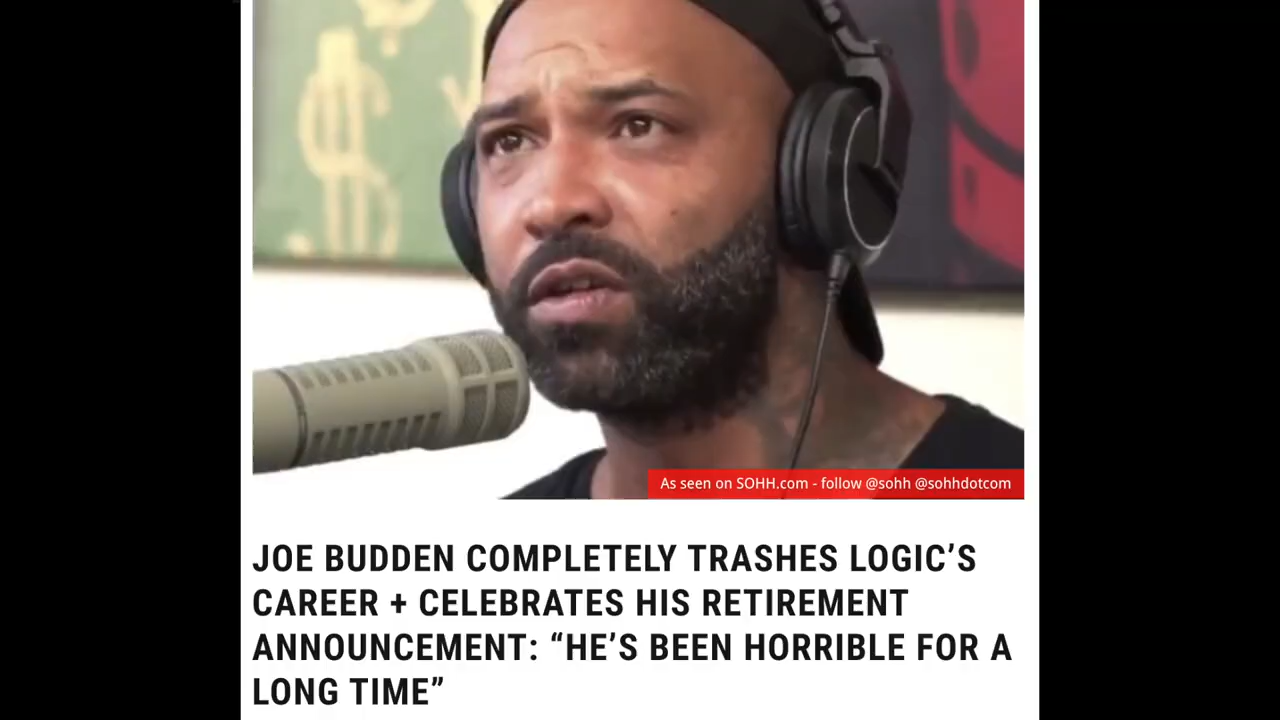 As seen on SOHH.com - follow @sohh @sohhdotcom
JOE BUDDEN COMPLETELY TRASHES LOGIC’S
CAREER + CELEBRATES HIS RETIREMENT
ANNOUNCEMENT: “HE’S BEEN HORRIBLE FOR A
LONG TIME”